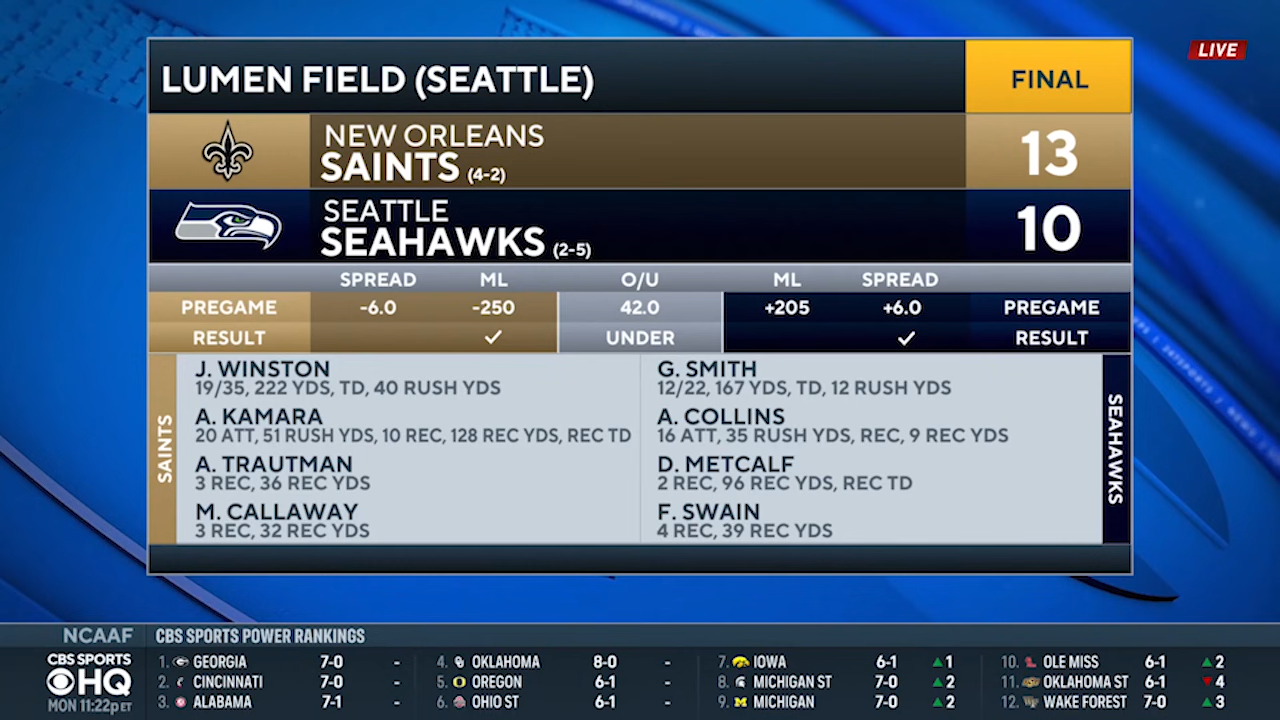 LIVE
LUMEN FIELD (SEATTLE) FINAL
NEW ORLEANS
SAINTS (4-2) 13
SEATTLE
SEAHAWKS (2-5) 10
SPREAD ML O/U ML SPREAD
PREGAME -6.0 -250 42.0 +205 +6.0 PREGAME
RESULT ✓ UNDER ✓ RESULT
SAINTS
J. WINSTON
19/35, 222 YDS, TD, 40 RUSH YDS
A. KAMARA
20 ATT, 51 RUSH YDS, 10 REC, 128 REC YDS, REC TD
A. TRAUTMAN
3 REC, 36 REC YDS
M. CALLAWAY
3 REC, 32 REC YDS
G. SMITH
12/22, 167 YDS, TD, 12 RUSH YDS
A. COLLINS
16 ATT, 35 RUSH YDS, REC, 9 REC YDS
D. METCALF
2 REC, 96 REC YDS, REC TD
F. SWAIN
4 REC, 39 REC YDS
SEAHAWKS
NCAAF CBS SPORTS POWER RANKINGS
CBS SPORTS
HQ
MON 11:22PET
1. GEORGIA 7-0 -
2. CINCINNATI 7-0 -
3. ALABAMA 7-1 -
4. OKLAHOMA 8-0 -
5. OREGON 6-1 -
6. OHIO ST 6-1 -
7. IOWA 6-1 ▲1
8. MICHIGAN ST 7-0 ▲2
9. MICHIGAN 7-0 ▲2
10. OLE MISS 6-1 ▲2
11. OKLAHOMA ST 6-1 ▼4
12. WAKE FOREST 7-0 ▲3